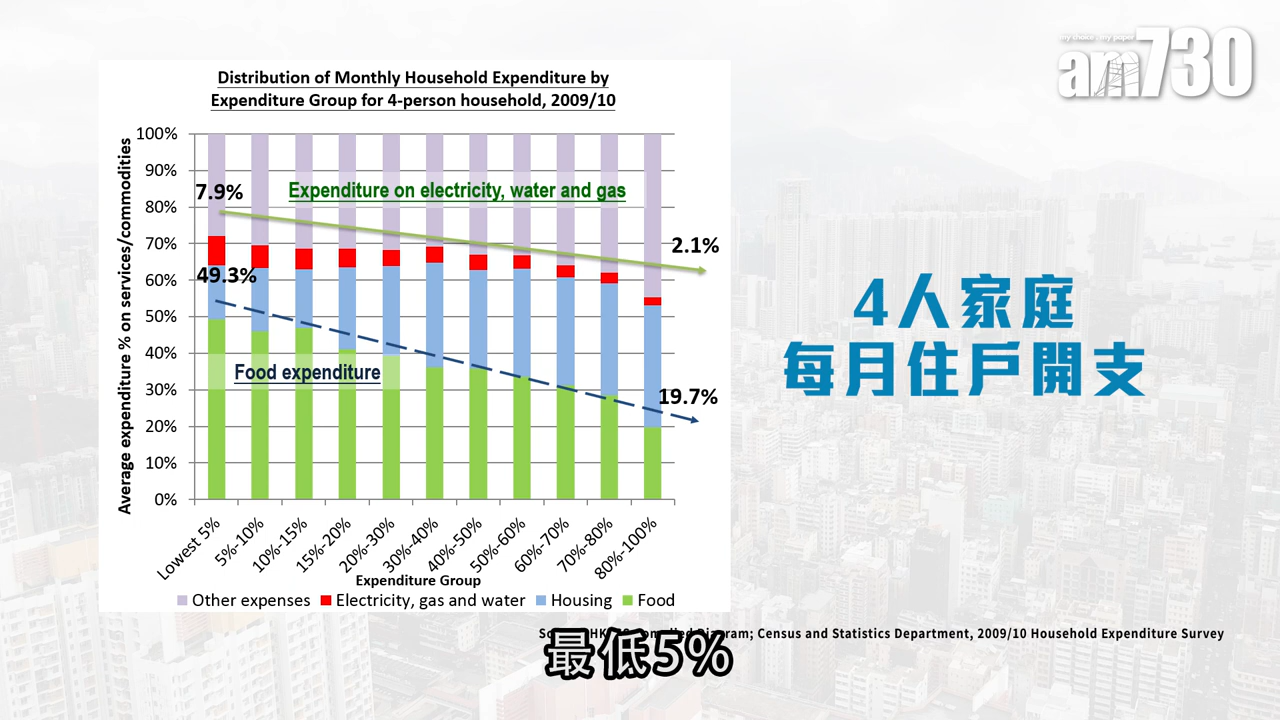 my choice . my paper
am730
Distribution of Monthly Household Expenditure by
Expenditure Group for 4-person household, 2009/10
Average expenditure % on services/commodities
100%
90%
80%
70%
60%
50%
40%
30%
20%
10%
0%
7.9%
Expenditure on electricity, water and gas
2.1%
49.3%
Food expenditure
19.7%
Lowest 5%
5%-10%
10%-15%
15%-20%
20%-30%
30%-40%
40%-50%
50%-60%
60%-70%
70%-80%
80%-100%
Expenditure Group
Other expenses
Electricity, gas and water
Housing
Food
4人家庭
每月住戶開支
Census and Statistics Department, 2009/10 Household Expenditure Survey
最低5%